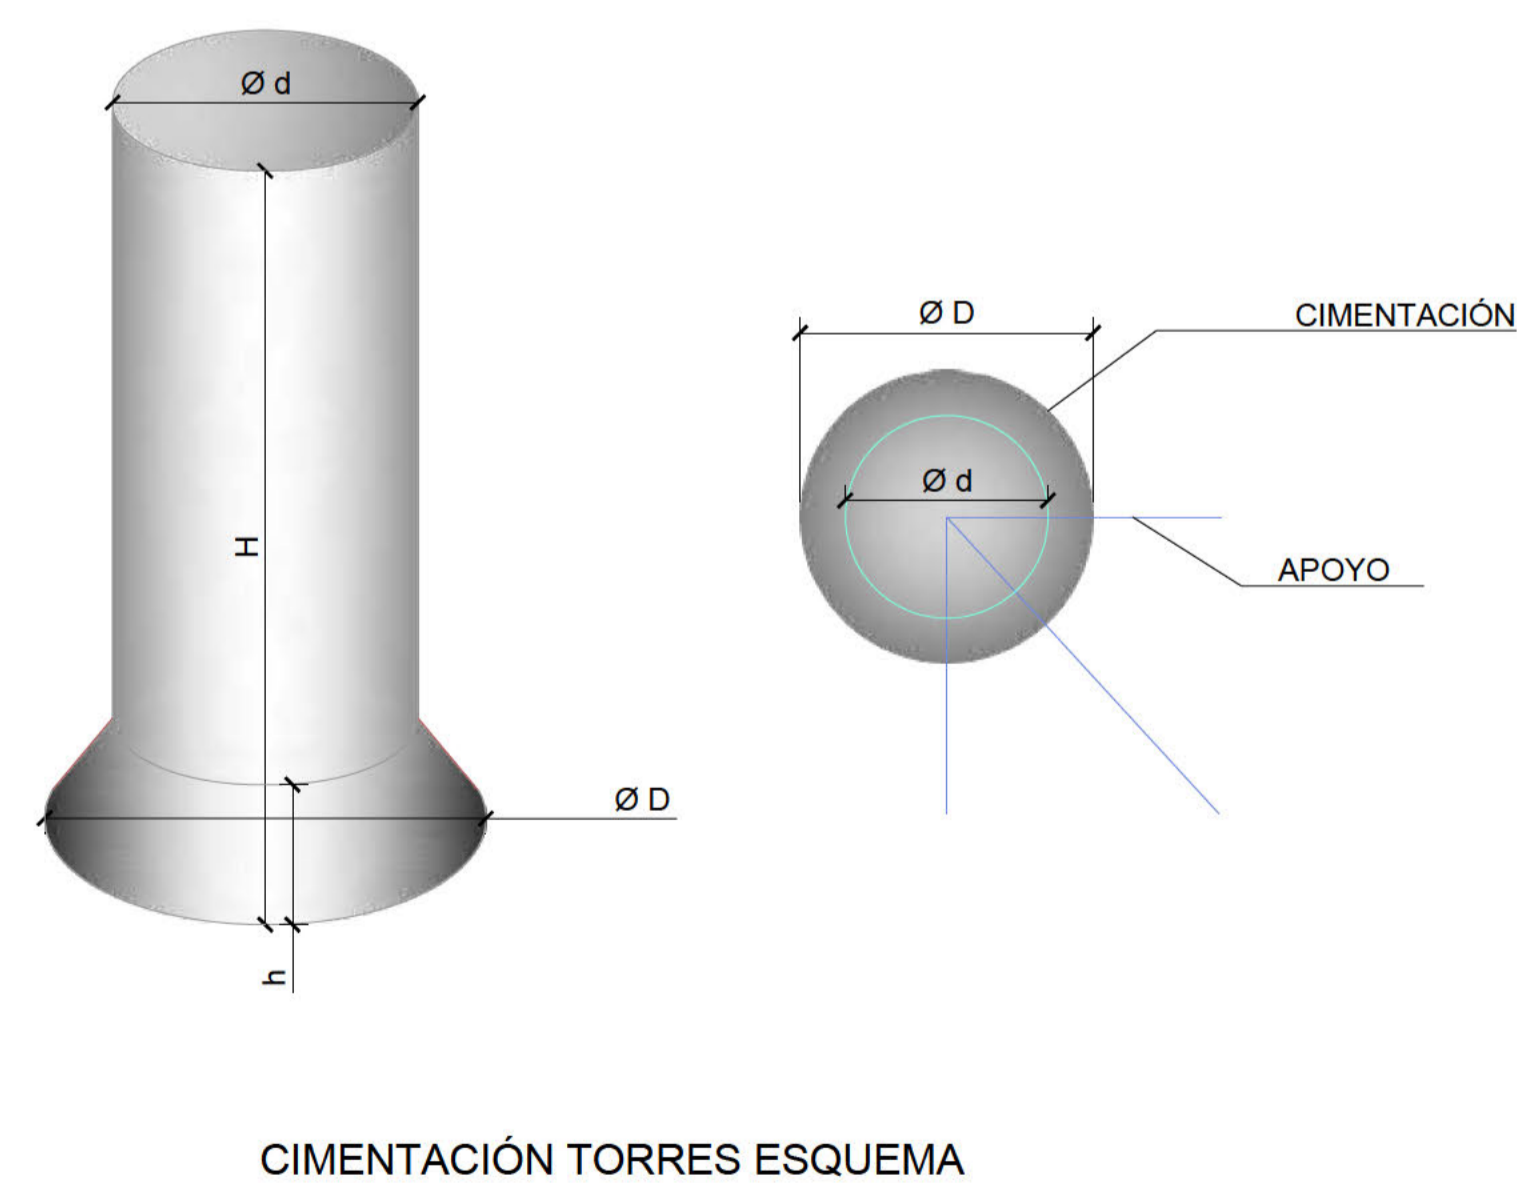 Ø d
H
Ø D
h
Ø D
CIMENTACIÓN
Ø d
APOYO
CIMENTACIÓN TORRES ESQUEMA